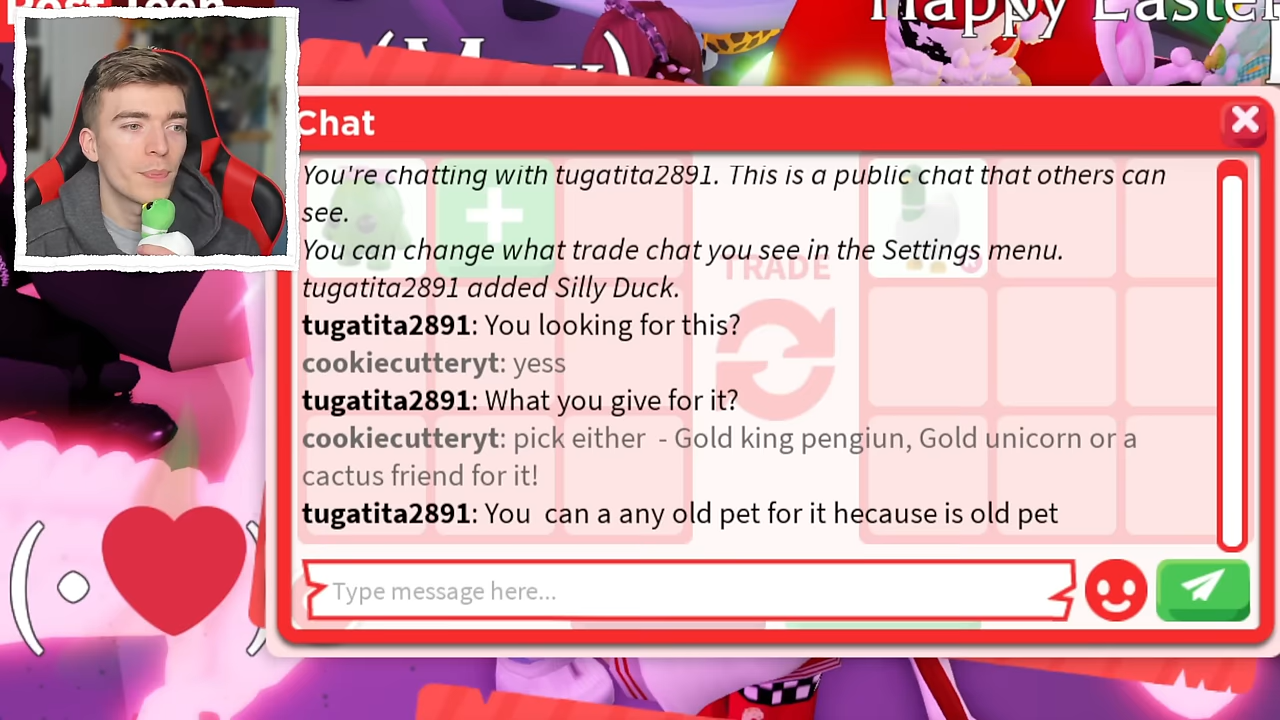 Happy Easter
Chat
You're chatting with tugatita2891. This is a public chat that others can
see.
You can change what trade chat you see in the Settings menu.
TRADE
tugatita2891 added Silly Duck.
tugatita2891: You looking for this?
cookiecutteryt: yess
tugatita2891: What you give for it?
cookiecutteryt: pick either - Gold king pengiun, Gold unicorn or a
cactus friend for it!
tugatita2891: You can a any old pet for it hecause is old pet
Type message here...